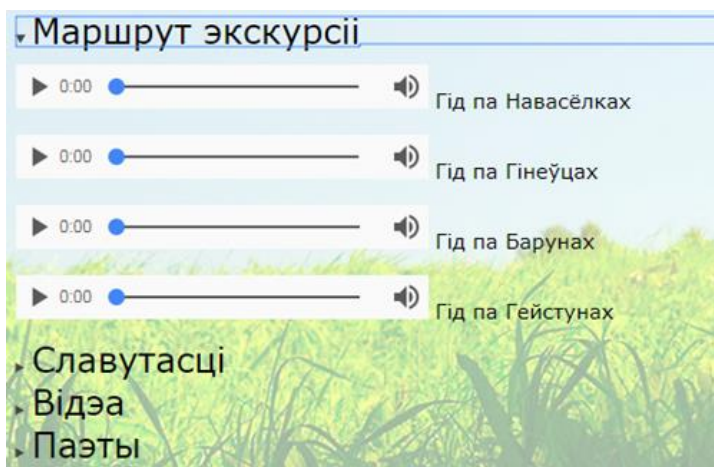 Маршрут экскурсіі
0:00
Гід па Навасёлках
0:00
Гід па Гінеўцах
0:00
Гід па Барунах
0:00
Гід па Гейстунах
Славутасці
Відэа
Паэты